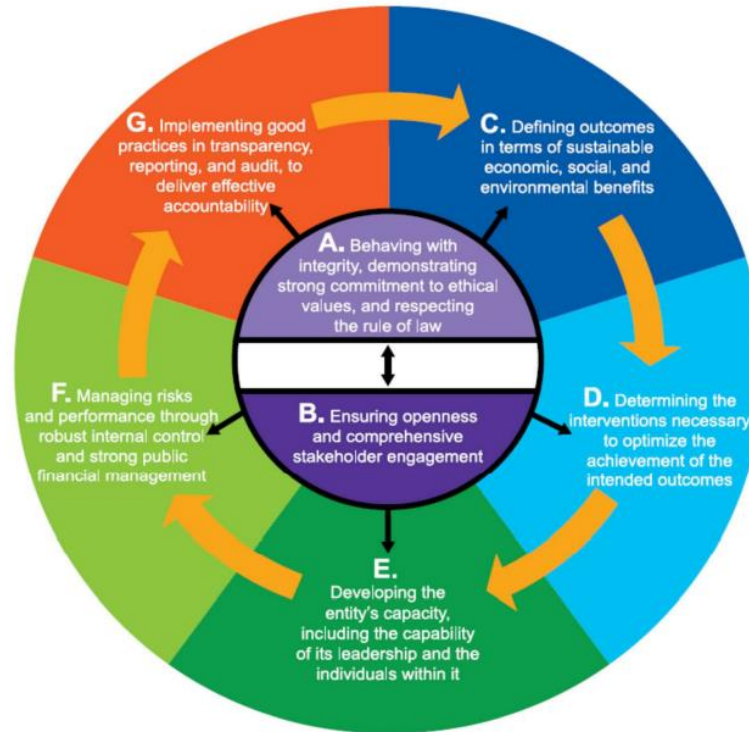 A. Behaving with
integrity, demonstrating
strong commitment to ethical
values, and respecting
the rule of law
B. Ensuring openness
and comprehensive
stakeholder engagement
C. Defining outcomes
in terms of sustainable
economic, social, and
environmental benefits
D. Determining the
interventions necessary
to optimize the
achievement of the
intended outcomes
E.
Developing the
entity's capacity,
including the capability
of its leadership and the
individuals within it
F. Managing risks
and performance through
robust internal control
and strong public
financial management
G. Implementing good
practices in transparency,
reporting, and audit, to
deliver effective
accountability